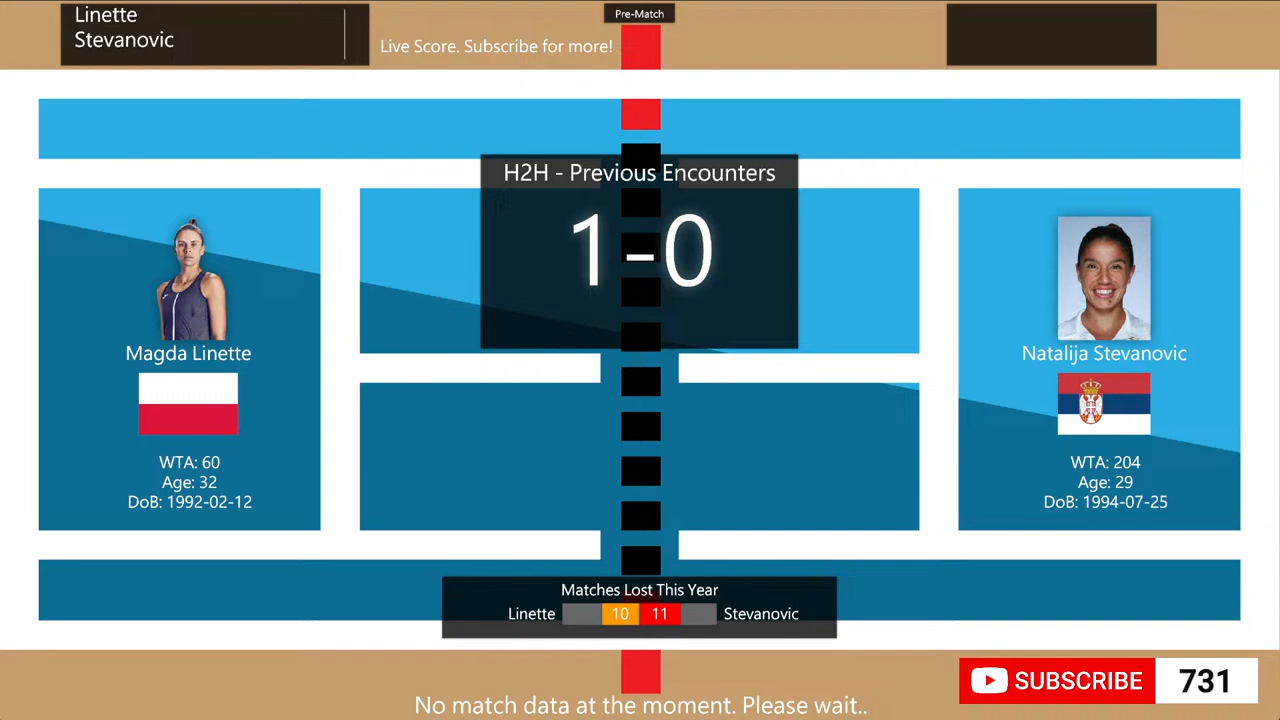 Linette
Stevanovic
Pre-Match
Live Score. Subscribe for more!
H2H - Previous Encounters
1-0
Magda Linette
WTA: 60
Age: 32
DoB: 1992-02-12
Natalija Stevanovic
WTA: 204
Age: 29
DoB: 1994-07-25
Matches Lost This Year
Linette 10 11 Stevanovic
SUBSCRIBE 731
No match data at the moment. Please wait..